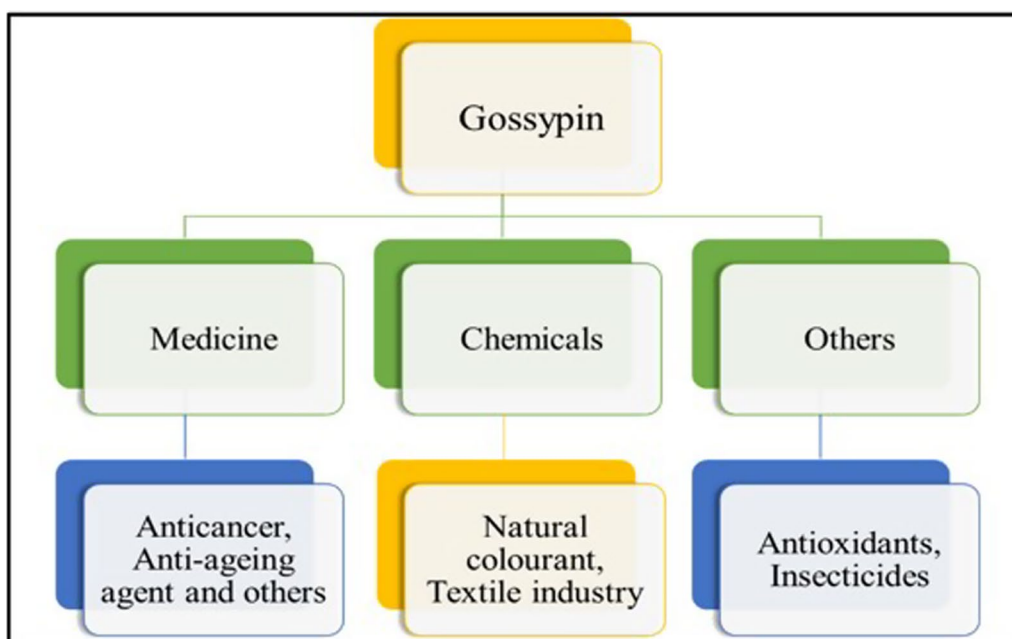 Gossypin
Medicine
Chemicals
Others
Anticancer,
Anti-ageing
agent and others
Natural
colourant,
Textile industry
Antioxidants,
Insecticides